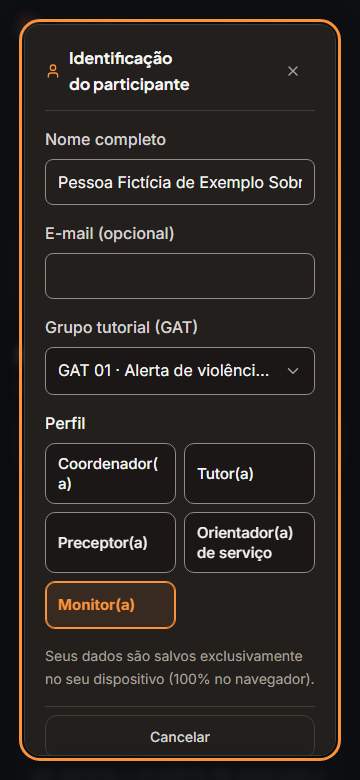 Identificação
do participante
Nome completo
Pessoa Fictícia de Exemplo Sobr
E-mail (opcional)
Grupo tutorial (GAT)
GAT 01 · Alerta de violênci...
Perfil
Coordenador(
a)
Tutor(a)
Preceptor(a)
Orientador(a)
de serviço
Monitor(a)
Seus dados são salvos exclusivamente
no seu dispositivo (100% no navegador).
Cancelar